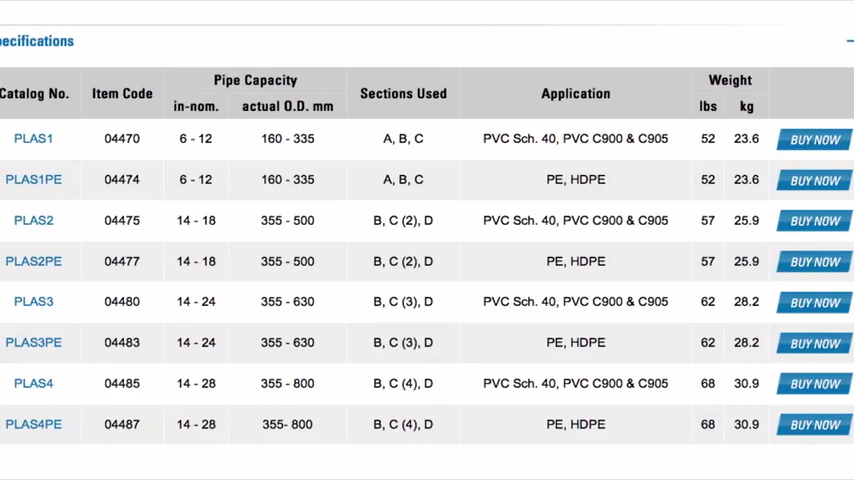 pecifications
Pipe Capacity Weight
Catalog No. Item Code in-nom. actual O.D. mm Sections Used Application lbs kg
PLAS1 04470 6 - 12 160 - 335 A, B, C PVC Sch. 40, PVC C900 & C905 52 23.6 BUY NOW
PLAS1PE 04474 6 - 12 160 - 335 A, B, C PE, HDPE 52 23.6 BUY NOW
PLAS2 04475 14 - 18 355 - 500 B, C (2), D PVC Sch. 40, PVC C900 & C905 57 25.9 BUY NOW
PLAS2PE 04477 14 - 18 355 - 500 B, C (2), D PE, HDPE 57 25.9 BUY NOW
PLAS3 04480 14 - 24 355 - 630 B, C (3), D PVC Sch. 40, PVC C900 & C905 62 28.2 BUY NOW
PLAS3PE 04483 14 - 24 355 - 630 B, C (3), D PE, HDPE 62 28.2 BUY NOW
PLAS4 04485 14 - 28 355 - 800 B, C (4), D PVC Sch. 40, PVC C900 & C905 68 30.9 BUY NOW
PLAS4PE 04487 14 - 28 355- 800 B, C (4), D PE, HDPE 68 30.9 BUY NOW